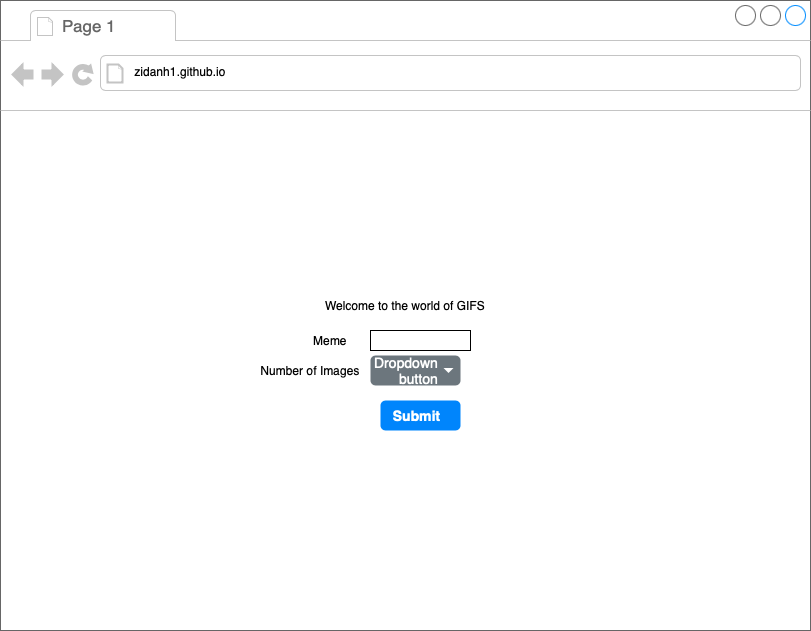 Page 1
zidanh1.github.io
Welcome to the world of GIFS
Meme
Number of Images
Dropdown
button
Submit